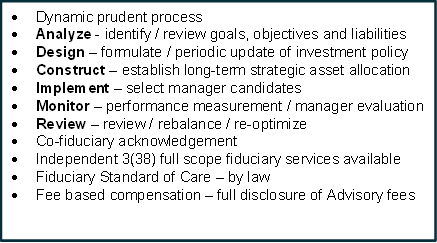 • Dynamic prudent process
• Analyze - identify / review goals, objectives and liabilities
• Design – formulate / periodic update of investment policy
• Construct – establish long-term strategic asset allocation
• Implement – select manager candidates
• Monitor – performance measurement / manager evaluation
• Review – review / rebalance / re-optimize
• Co-fiduciary acknowledgement
• Independent 3(38) full scope fiduciary services available
• Fiduciary Standard of Care – by law
• Fee based compensation – full disclosure of Advisory fees